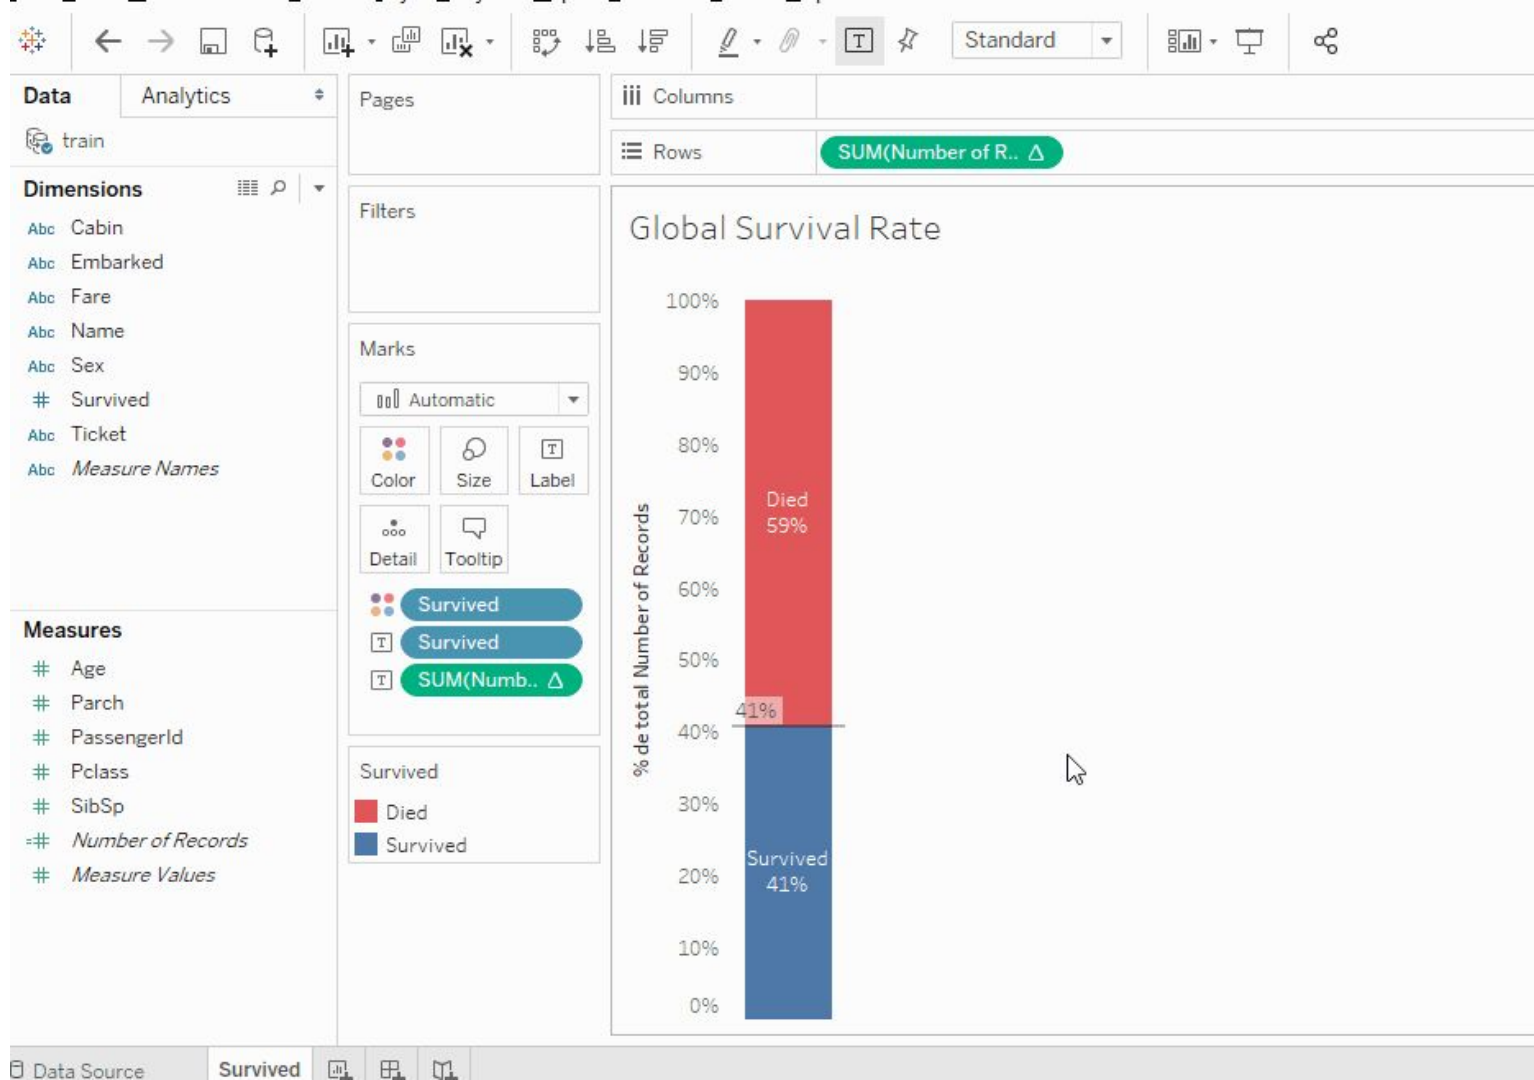 Standard
Data
Analytics
train
Dimensions
Abc Cabin
Abc Embarked
Abc Fare
Abc Name
Abc Sex
# Survived
Abc Ticket
Abc Measure Names
Measures
# Age
# Parch
# PassengerId
# Pclass
# SibSp
=# Number of Records
# Measure Values
Pages
Filters
Marks
Automatic
Color
Size
T
Label
Detail
Tooltip
Survived
T Survived
T SUM(Numb.. Δ
Survived
Died
Survived
iii Columns
Rows
SUM(Number of R.. Δ
Global Survival Rate
% de total Number of Records
100%
90%
80%
70%
60%
50%
40%
30%
20%
10%
0%
Died
59%
41%
Survived
41%
Data Source
Survived